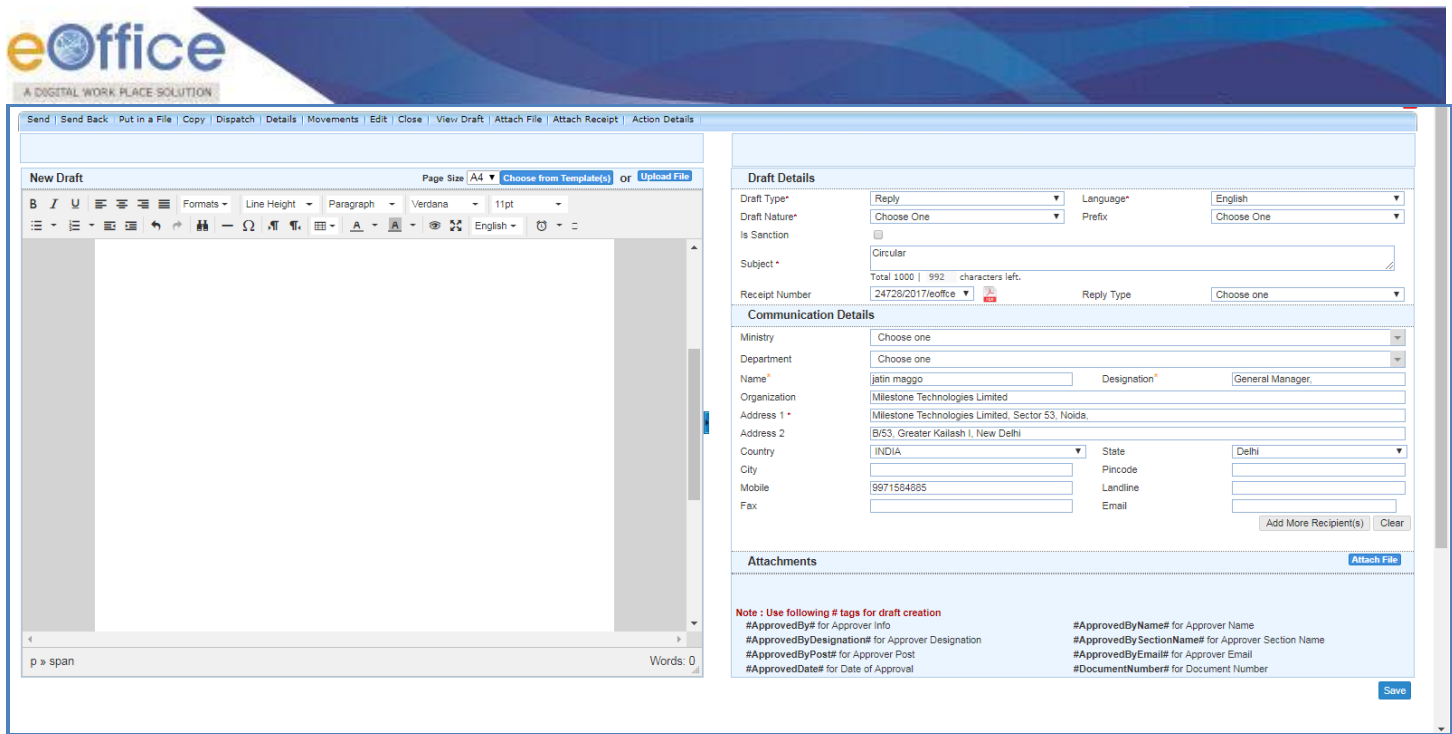 eOffice
A DIGITAL WORK PLACE SOLUTION
Send | Send Back | Put in a File | Copy | Dispatch | Details | Movements | Edit | Close | View Draft | Attach File | Attach Receipt | Action Details
New Draft Page Size A4 Choose from Template(s) or Upload File
B I U Formats Line Height Paragraph Verdana 11pt
Ω A A English
p » span Words: 0
Draft Details
Draft Type* Reply Language* English
Draft Nature* Choose One Prefix Choose One
Is Sanction
Subject * Circular
Total 1000 | 992 characters left.
Receipt Number 24728/2017/eoffce Reply Type Choose one
Communication Details
Ministry Choose one
Department Choose one
Name* jatin maggo Designation* General Manager,
Organization Milestone Technologies Limited
Address 1 * Milestone Technologies Limited, Sector 53, Noida,
Address 2 B/53, Greater Kailash I, New Delhi
Country INDIA State Delhi
City Pincode
Mobile 9971584885 Landline
Fax Email
Add More Recipient(s) Clear
Attachments Attach File
Note : Use following # tags for draft creation
#ApprovedBy# for Approver Info #ApprovedByName# for Approver Name
#ApprovedByDesignation# for Approver Designation #ApprovedBySectionName# for Approver Section Name
#ApprovedByPost# for Approver Post #ApprovedByEmail# for Approver Email
#ApprovedDate# for Date of Approval #DocumentNumber# for Document Number
Save